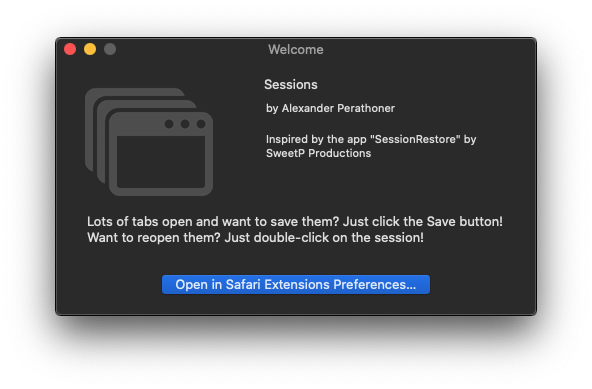 Welcome
Sessions
by Alexander Perathoner
Inspired by the app "SessionRestore" by
SweetP Productions
Lots of tabs open and want to save them? Just click the Save button!
Want to reopen them? Just double-click on the session!
Open in Safari Extensions Preferences...